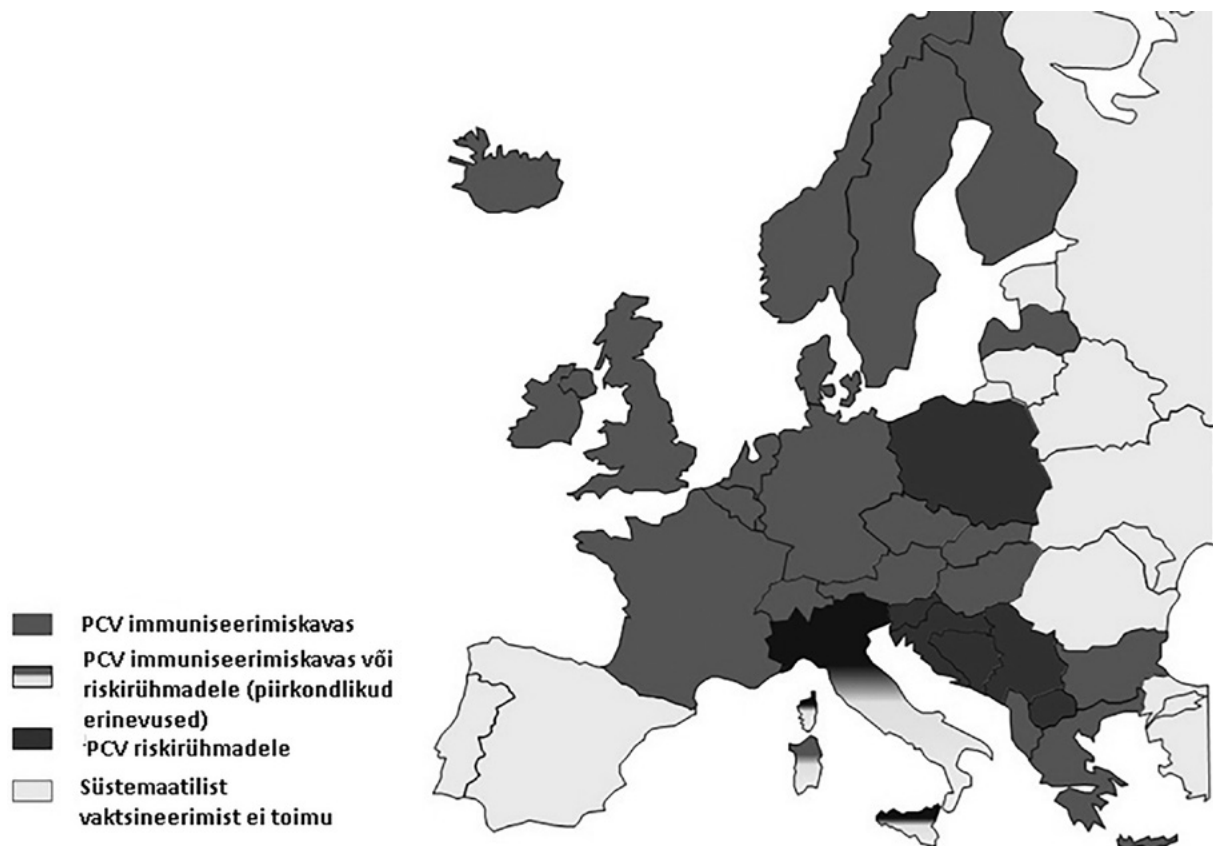 PCV immuniseerimiskavas
PCV immuniseerimiskavas või
riskirühmadele (piirkondlikud
erinevused)
PCV riskirühmadele
Süstemaatilist
vaktsineerimist ei toimu